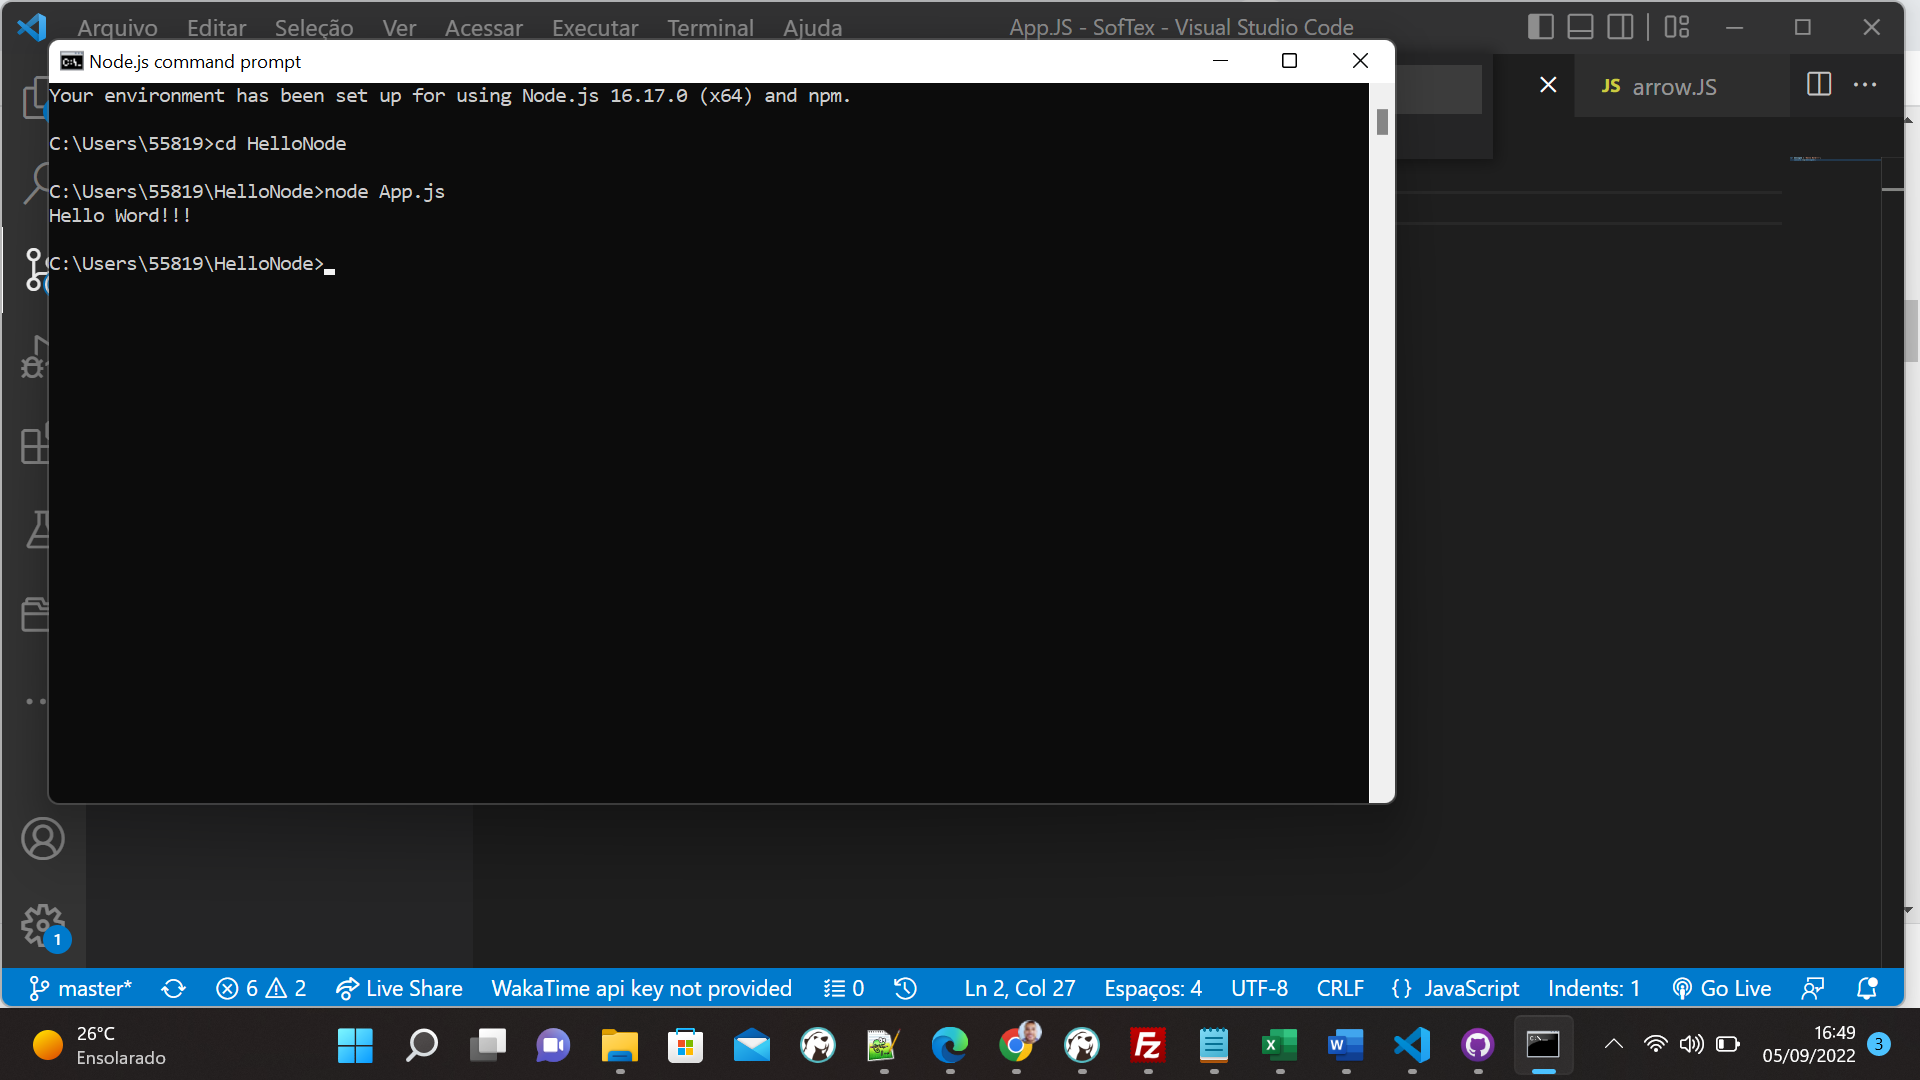 Arquivo Editar Seleção Ver Acessar Executar Terminal Ajuda App.JS - SofTex - Visual Studio Code
Node.js command prompt
JS arrow.JS
Your environment has been set up for using Node.js 16.17.0 (x64) and npm.
C:\Users\55819>cd HelloNode
C:\Users\55819\HelloNode>node App.js
Hello Word!!!
C:\Users\55819\HelloNode>
1
master* 6 2 Live Share WakaTime api key not provided 0 Ln 2, Col 27 Espaços: 4 UTF-8 CRLF {} JavaScript Indents: 1 Go Live
26°C
Ensolarado
16:49
05/09/2022
3